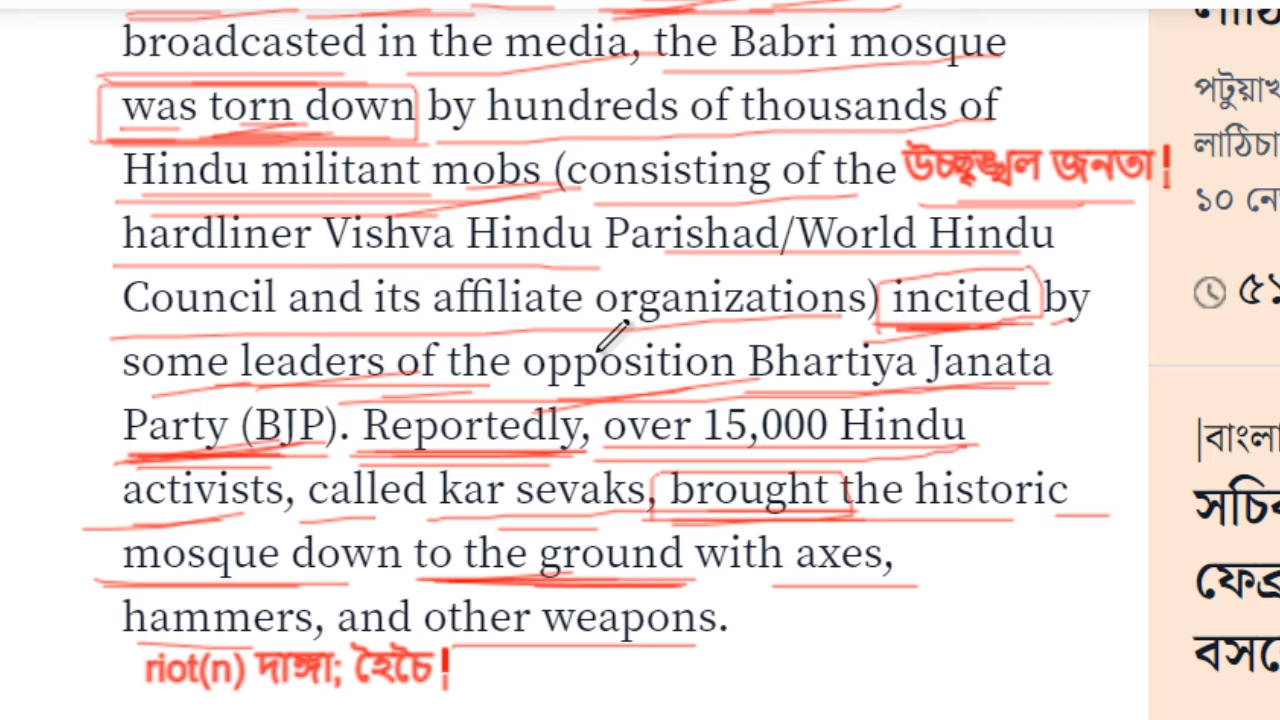 broadcasted in the media, the Babri mosque
was torn down by hundreds of thousands of
Hindu militant mobs (consisting of the উচ্ছৃঙ্খল জনতা!
hardliner Vishva Hindu Parishad/World Hindu
Council and its affiliate organizations) incited by
some leaders of the opposition Bhartiya Janata
Party (BJP). Reportedly, over 15,000 Hindu
activists, called kar sevaks, brought the historic
mosque down to the ground with axes,
hammers, and other weapons.
riot(n) দাঙ্গা; হৈচৈ!
লাঠিচা
১০
৫১